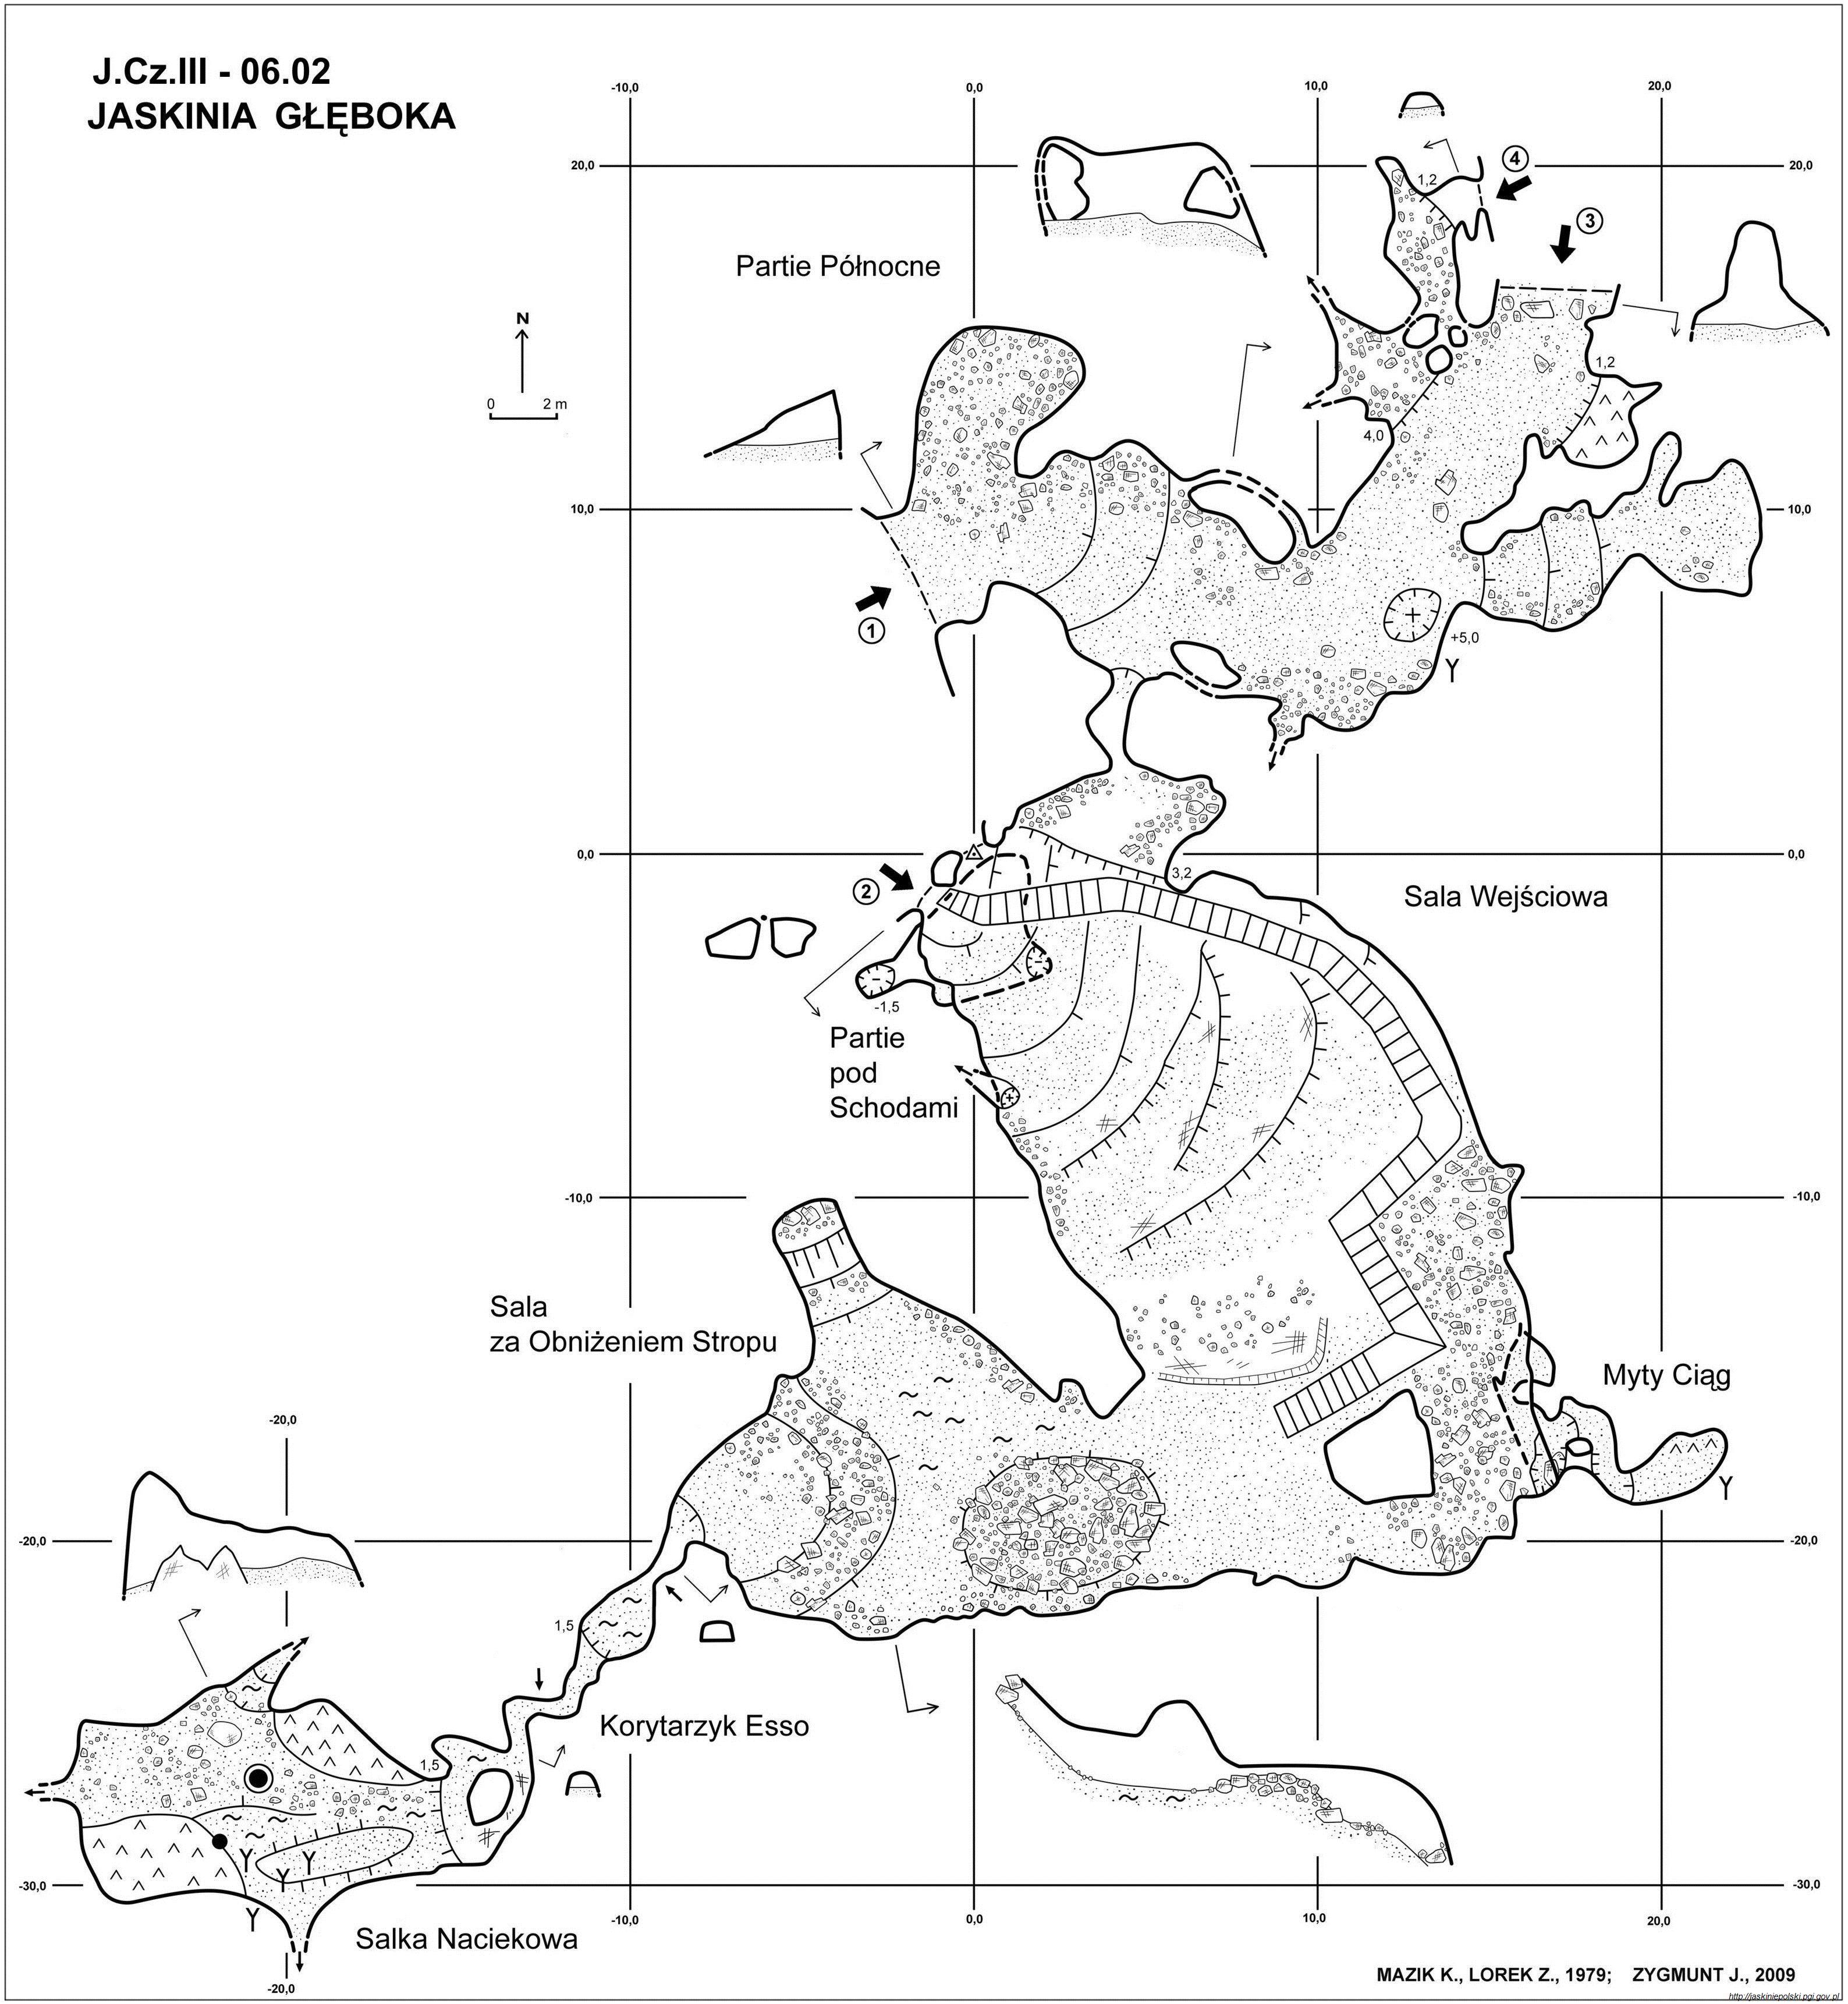 J.Cz.III - 06.02
JASKINIA GŁĘBOKA
-10,0
0,0
10,0
20,0
20,0
20,0
4
1,2
3
Partie Północne
N
0 2 m
1,2
4,0
10,0
10,0
1
+5,0
Y
0,0
0,0
2
3,2
Sala Wejściowa
-1,5
Partie
pod
Schodami
-10,0
-10,0
Sala
za Obniżeniem Stropu
Myty Ciąg
-20,0
Y
-20,0
-20,0
1,5
Korytarzyk Esso
1,5
Y
Y
Y
-30,0
-30,0
Y
-10,0
0,0
10,0
20,0
Salka Naciekowa
-20,0
MAZIK K., LOREK Z., 1979; ZYGMUNT J., 2009
http://jaskiniepolski.pgi.gov.pl